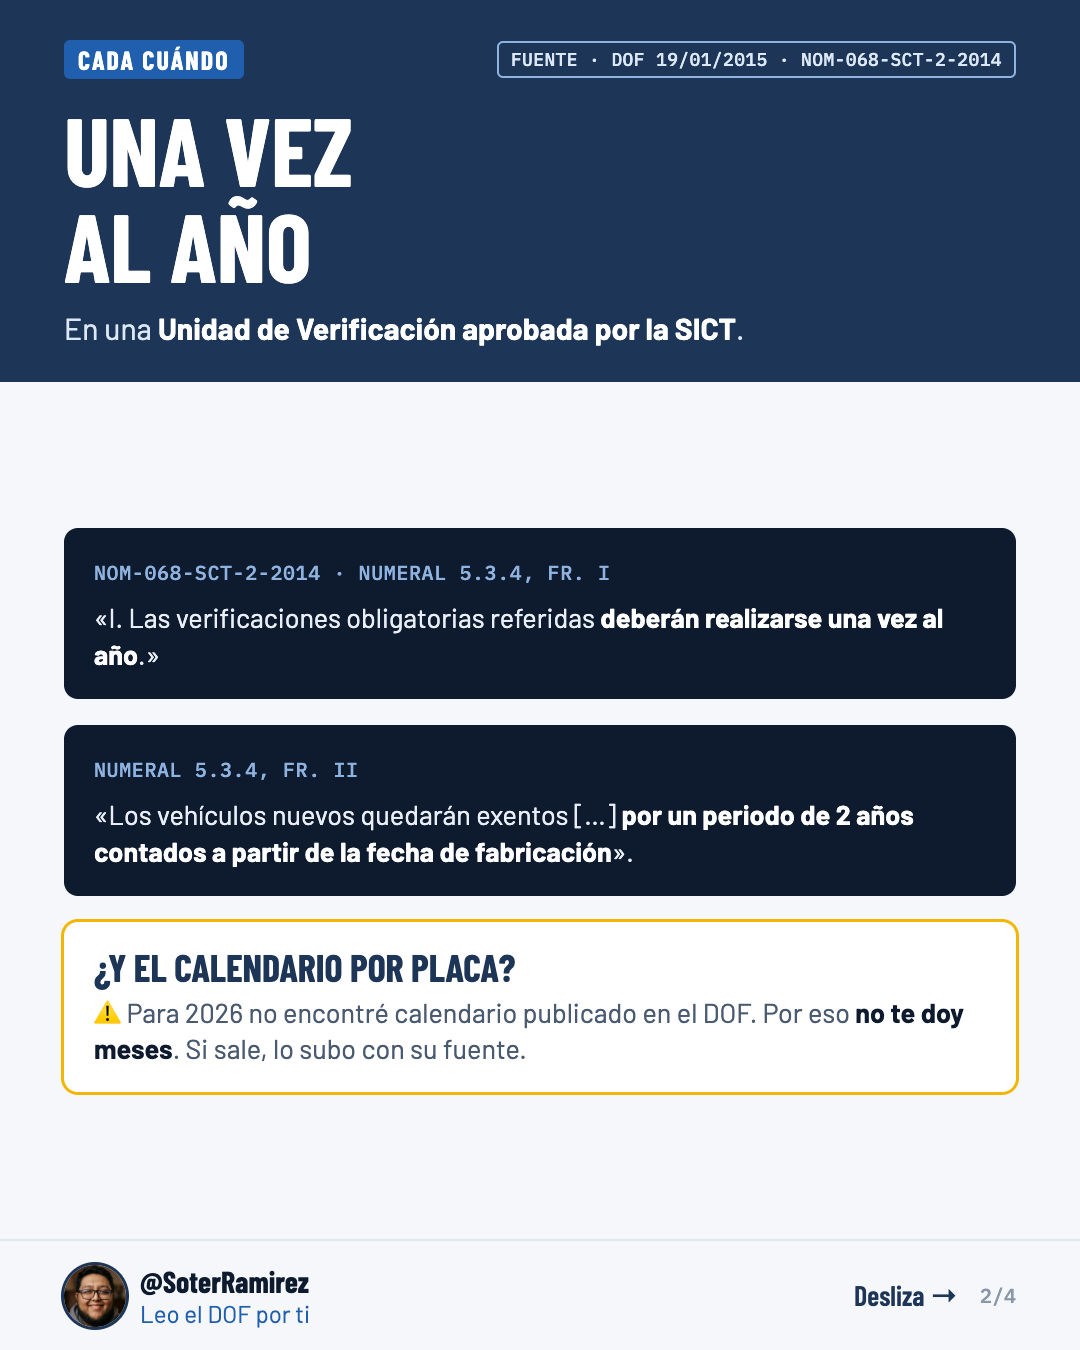 CADA CUÁNDO
FUENTE · DOF 19/01/2015 · NOM-068-SCT-2-2014
UNA VEZ
AL AÑO
En una Unidad de Verificación aprobada por la SICT.
NOM-068-SCT-2-2014 · NUMERAL 5.3.4, FR. I
«I. Las verificaciones obligatorias referidas deberán realizarse una vez al
año.»
NUMERAL 5.3.4, FR. II
«Los vehículos nuevos quedarán exentos [...] por un periodo de 2 años
contados a partir de la fecha de fabricación».
¿Y EL CALENDARIO POR PLACA?
⚠️ Para 2026 no encontré calendario publicado en el DOF. Por eso no te doy
meses. Si sale, lo subo con su fuente.
@SoterRamirez
Leo el DOF por ti
Desliza → 2/4